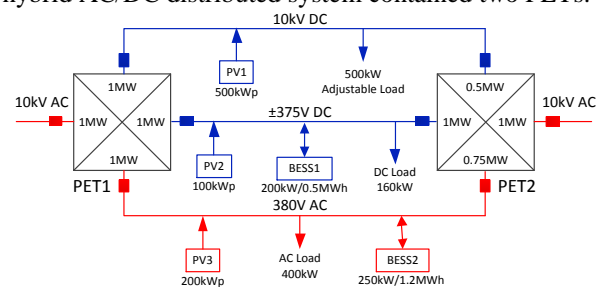 hybrid AC/DC distributed system contained two PETs.
10kV DC
PV1
500kWp
500kW
Adjustable Load
10kV AC
1MW
1MW
1MW
1MW
PET1
±375V DC
PV2
100kWp
BESS1
200kW/0.5MWh
DC Load
160kW
0.5MW
1MW
1MW
0.75MW
PET2
10kV AC
380V AC
PV3
200kWp
AC Load
400kW
BESS2
250kW/1.2MWh